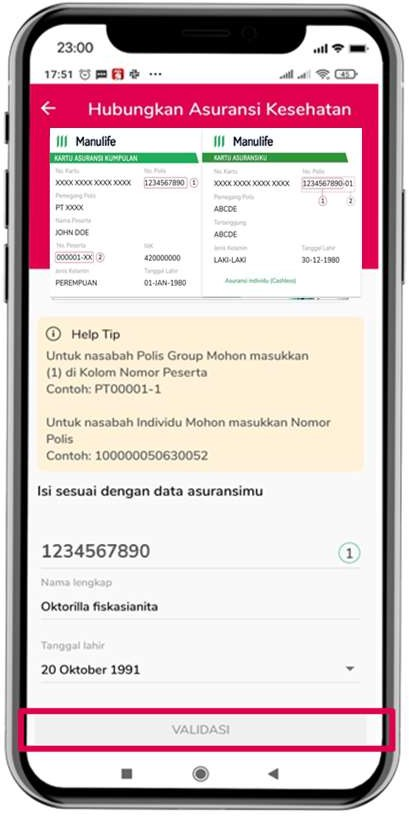 23:00
17:51
45
Hubungkan Asuransi Kesehatan
Manulife
KARTU ASURANSI KUMPULAN
No. Kartu
No. Polis
XXXX XXXX XXXX XXXX
1234567890 1
Pemegang Polis
PT XXXX
Nama Peserta
JOHN DOE
No. Peserta
NIK
000001-XX 2
420000000
Jenis Kelamin
Tanggal Lahir
PEREMPUAN
01-JAN-1980
Manulife
KARTU ASURANSIKU
No. Kartu
No. Polis
XXXX XXXX XXXX XXXX
1234567890-01
1 2
Pemegang Polis
ABCDE
Tertanggung
ABCDE
Jenis Kelamin
Tanggal Lahir
LAKI-LAKI
30-12-1980
Asuransi individu (Cashless)
Help Tip
Untuk nasabah Polis Group Mohon masukkan
(1) di Kolom Nomor Peserta
Contoh: PT00001-1
Untuk nasabah Individu Mohon masukkan Nomor
Polis
Contoh: 100000050630052
Isi sesuai dengan data asuransimu
1234567890
1
Nama lengkap
Oktorilla fiskasianita
Tanggal lahir
20 Oktober 1991
VALIDASI